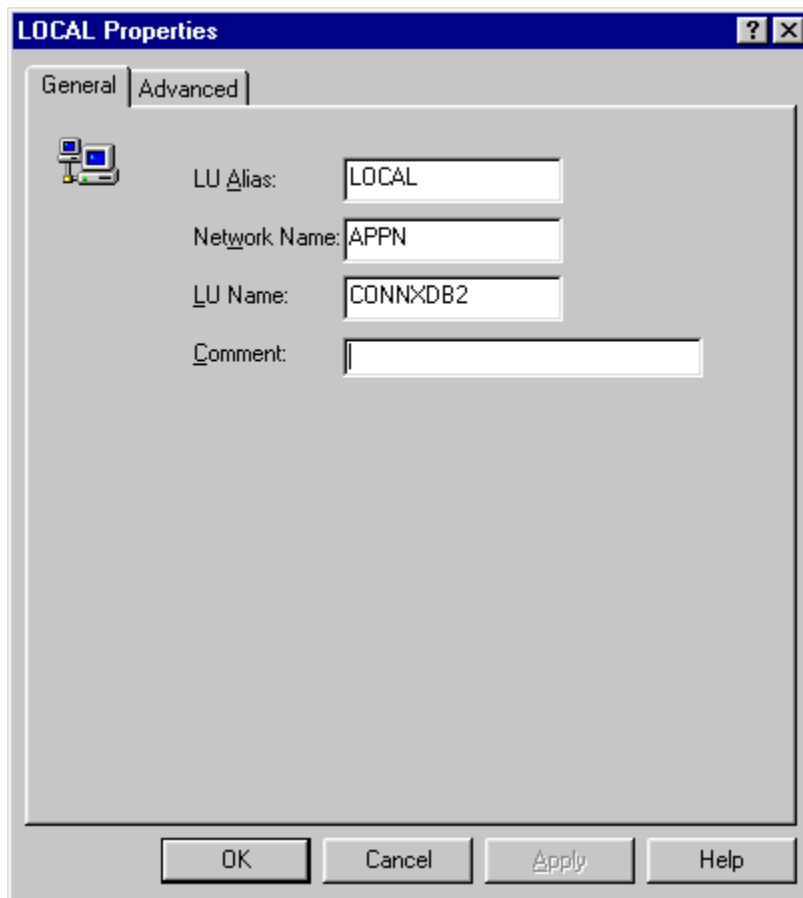 LOCAL Properties
General Advanced
LU Alias: LOCAL
Network Name: APPN
LU Name: CONNXDB2
Comment:
OK Cancel Apply Help